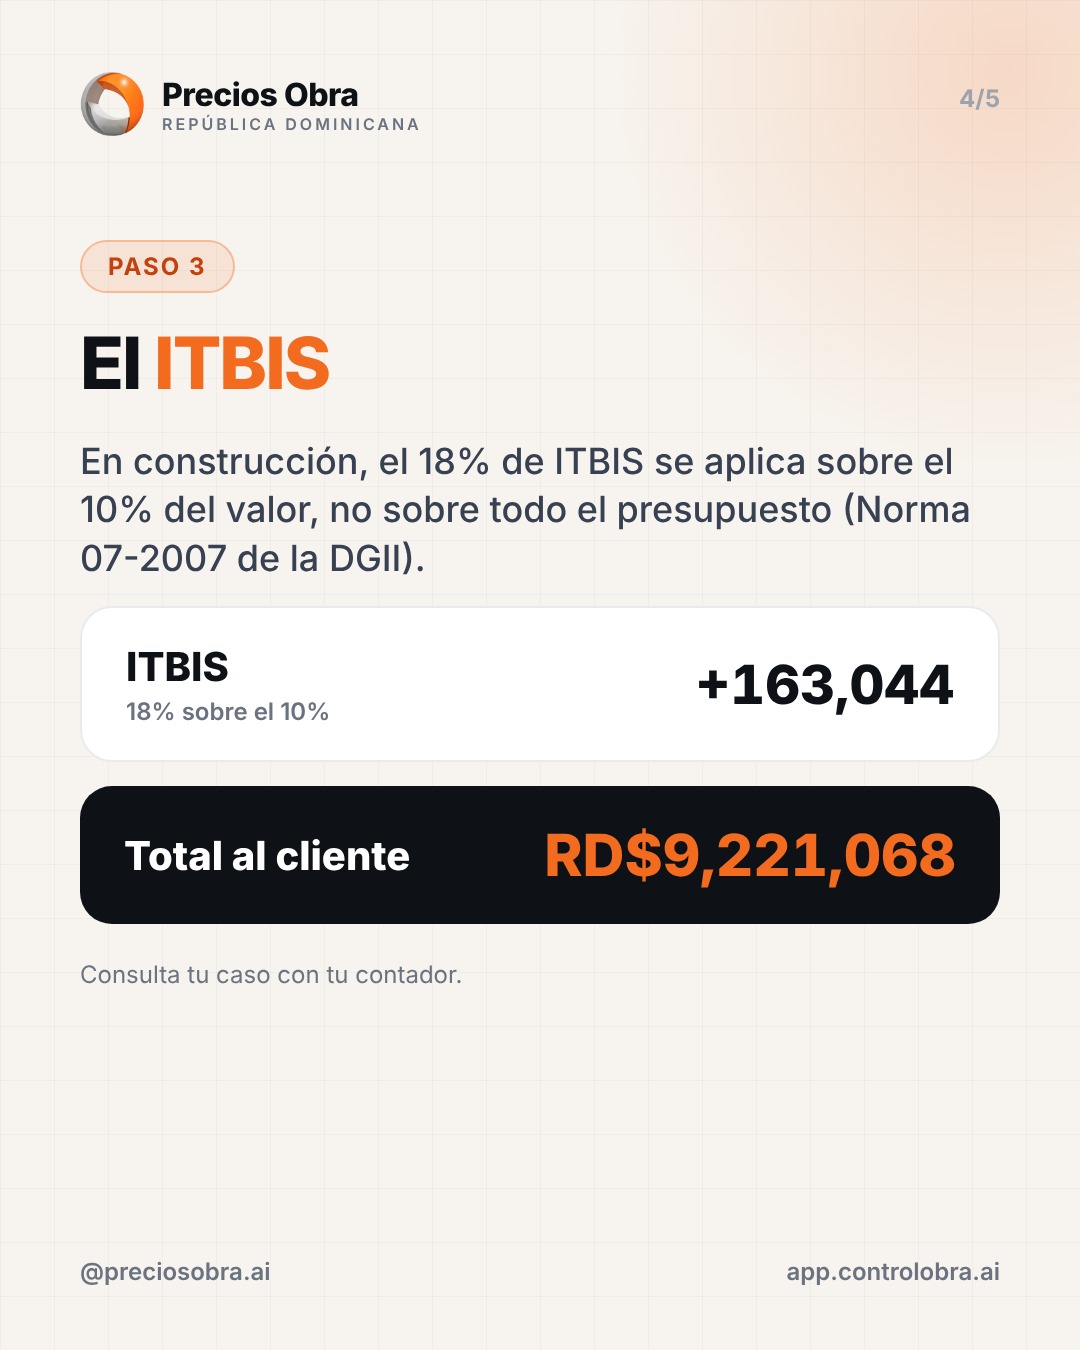 Precios Obra
REPÚBLICA DOMINICANA
4/5
PASO 3
El ITBIS
En construcción, el 18% de ITBIS se aplica sobre el
10% del valor, no sobre todo el presupuesto (Norma
07-2007 de la DGII).
ITBIS
18% sobre el 10%
+163,044
Total al cliente
RD$9,221,068
Consulta tu caso con tu contador.
@preciosobra.ai
app.controlobra.ai